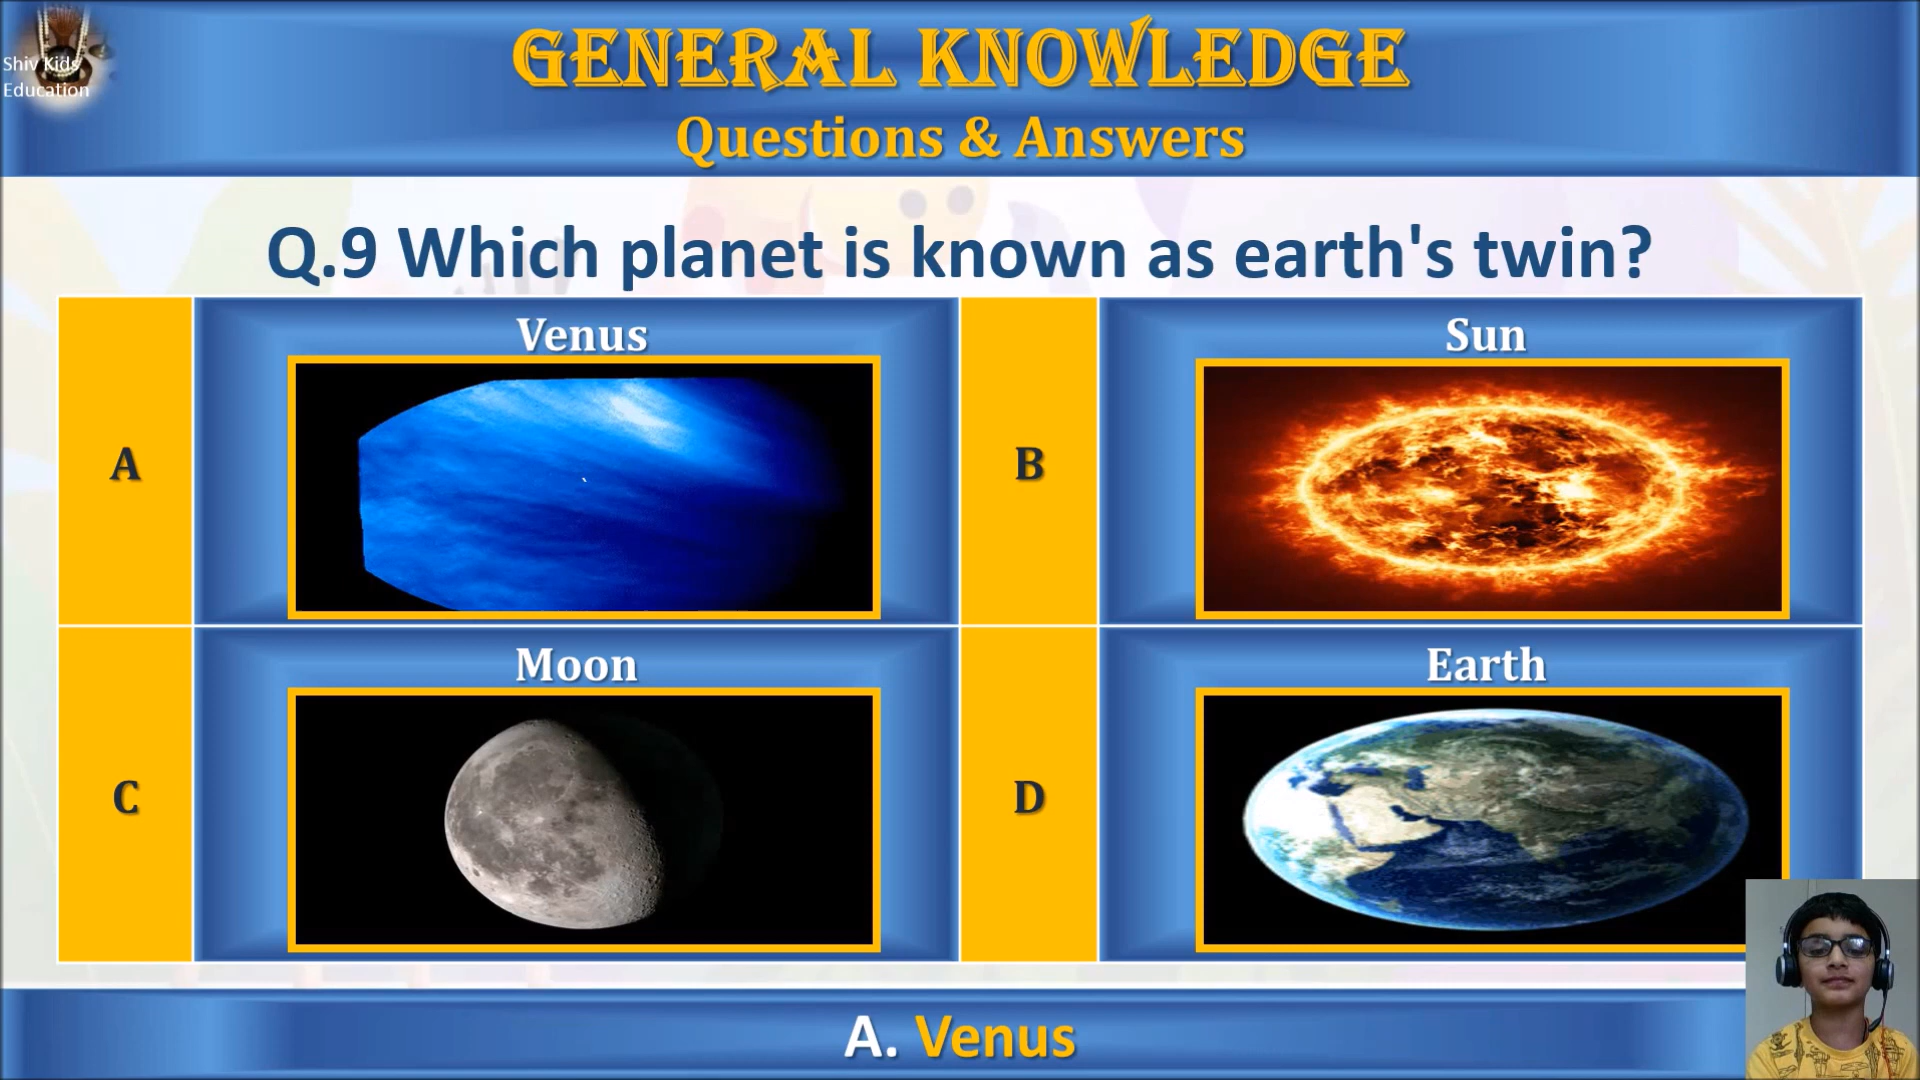 Shiv Kids
Education
GENERAL KNOWLEDGE
Questions & Answers
Q.9 Which planet is known as earth's twin?
A
Venus
B
Sun
C
Moon
D
Earth
A. Venus